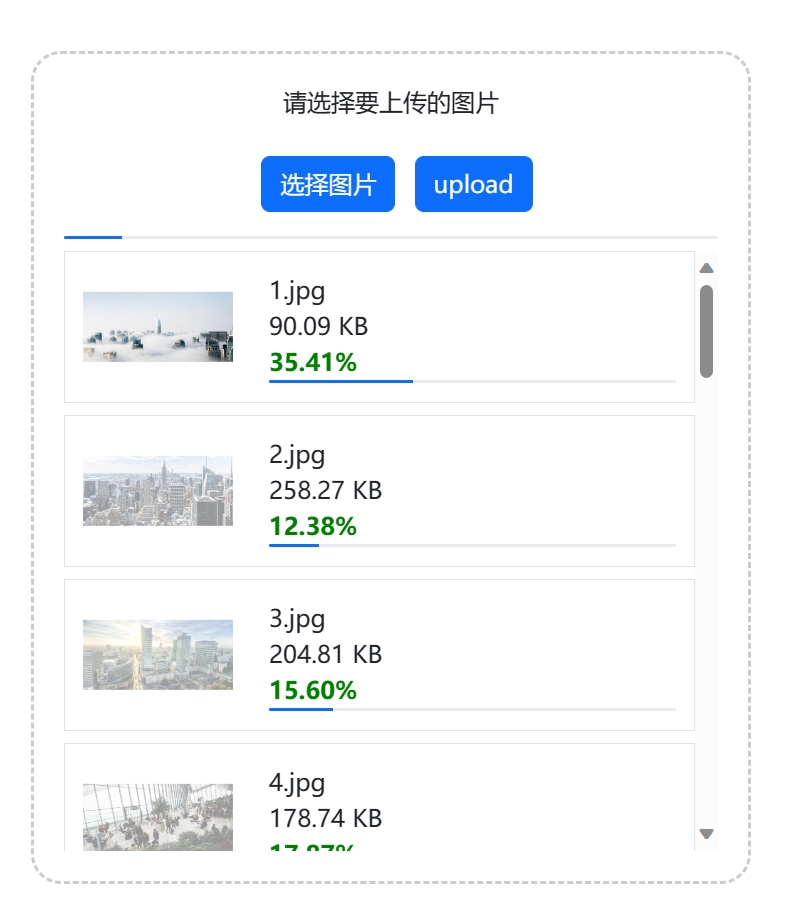 请选择要上传的图片
选择图片 upload
1.jpg
90.09 KB
35.41%
2.jpg
258.27 KB
12.38%
3.jpg
204.81 KB
15.60%
4.jpg
178.74 KB
17.87%